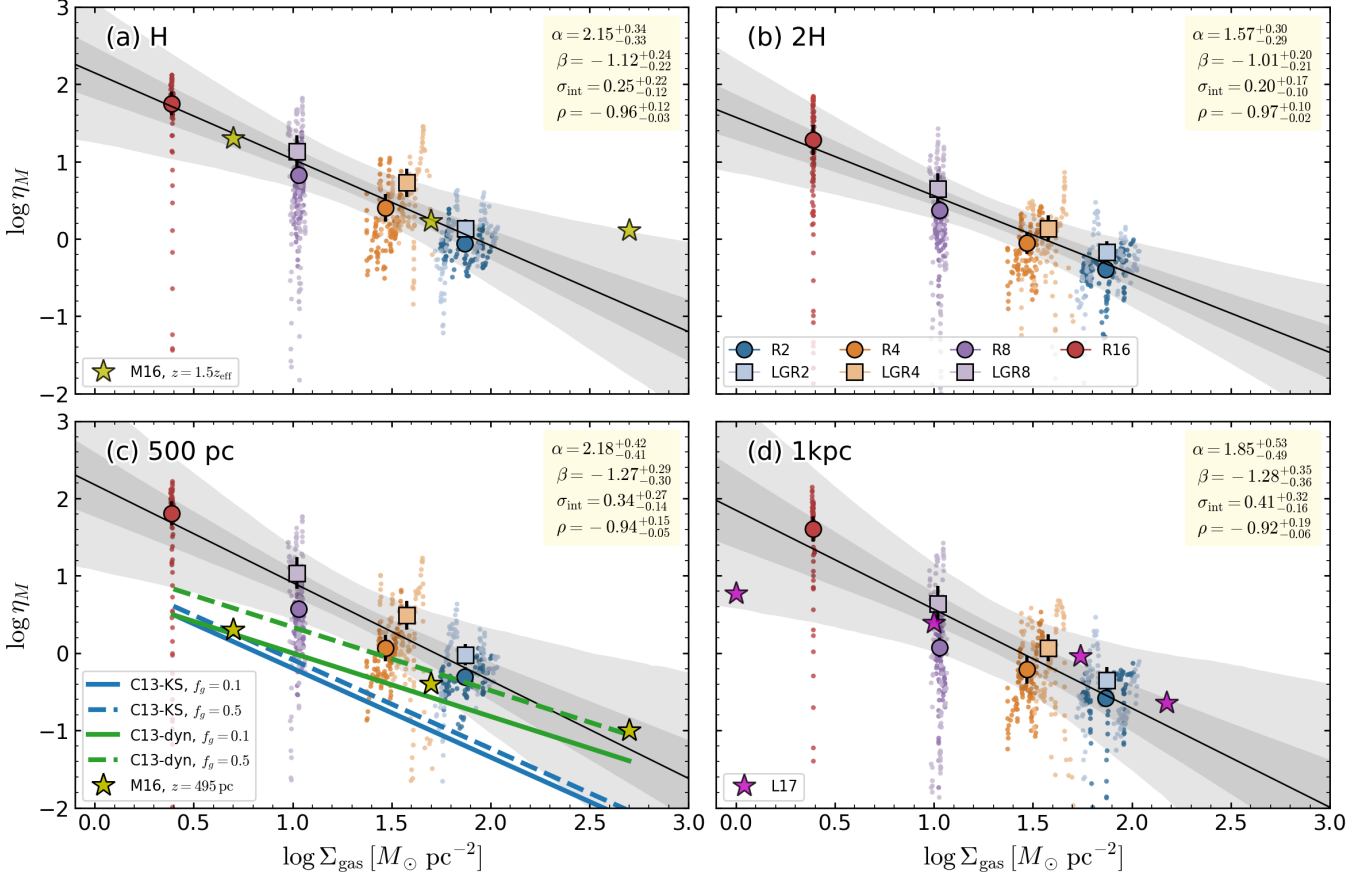 (a) H
α = 2.15 +0.34 −0.33
β = −1.12 +0.24 −0.22
σint = 0.25 +0.22 −0.12
ρ = −0.96 +0.12 −0.03
3
2
1
0
−1
−2
log ηM
M16, z = 1.5zeff
(b) 2H
α = 1.57 +0.30 −0.29
β = −1.01 +0.20 −0.21
σint = 0.20 +0.17 −0.10
ρ = −0.97 +0.10 −0.02
R2 R4 R8 R16
LGR2 LGR4 LGR8
(c) 500 pc
α = 2.18 +0.42 −0.41
β = −1.27 +0.29 −0.30
σint = 0.34 +0.27 −0.14
ρ = −0.94 +0.15 −0.05
3
2
1
0
−1
−2
log ηM
C13-KS, fg = 0.1
C13-KS, fg = 0.5
C13-dyn, fg = 0.1
C13-dyn, fg = 0.5
M16, z = 495 pc
0.0 0.5 1.0 1.5 2.0 2.5 3.0
log Σgas [M⊙ pc−2]
(d) 1kpc
α = 1.85 +0.53 −0.49
β = −1.28 +0.35 −0.36
σint = 0.41 +0.32 −0.16
ρ = −0.92 +0.19 −0.06
L17
0.0 0.5 1.0 1.5 2.0 2.5 3.0
log Σgas [M⊙ pc−2]